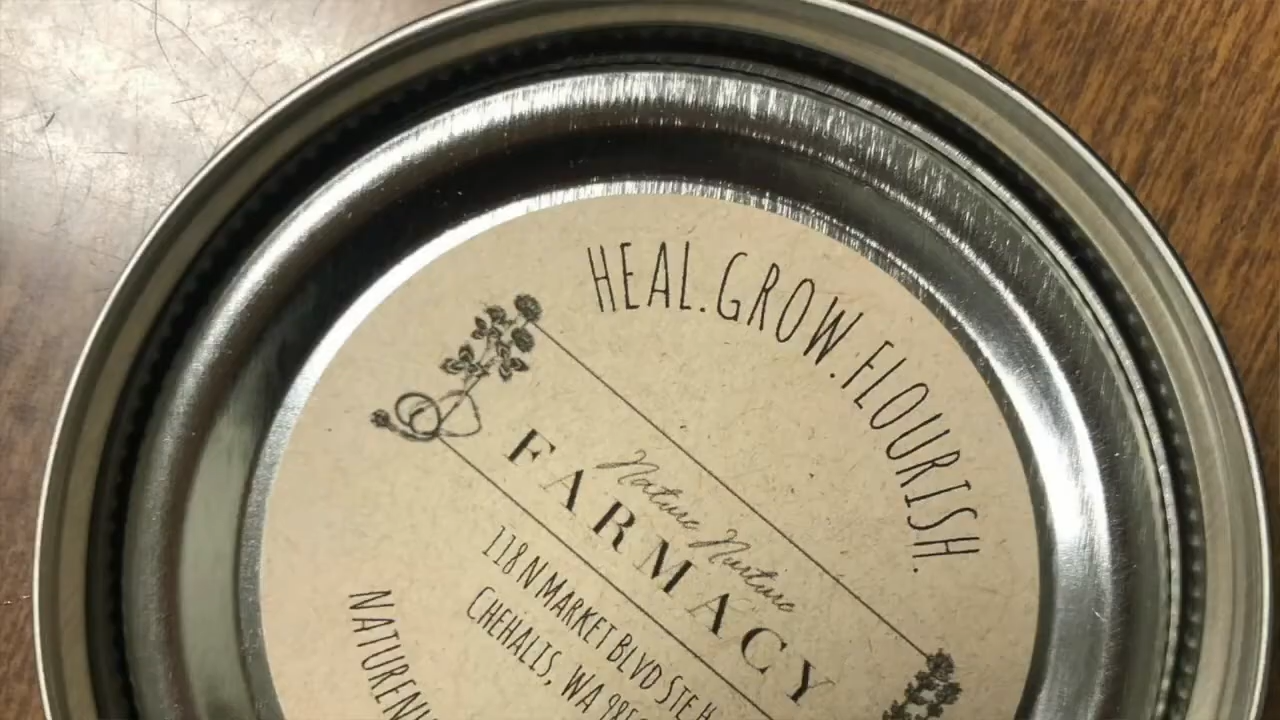 HEAL.GROW.FLOURISH.
Nature Nurture
FARMACY
118 N MARKET BLVD STE H
CHEHALIS, WA